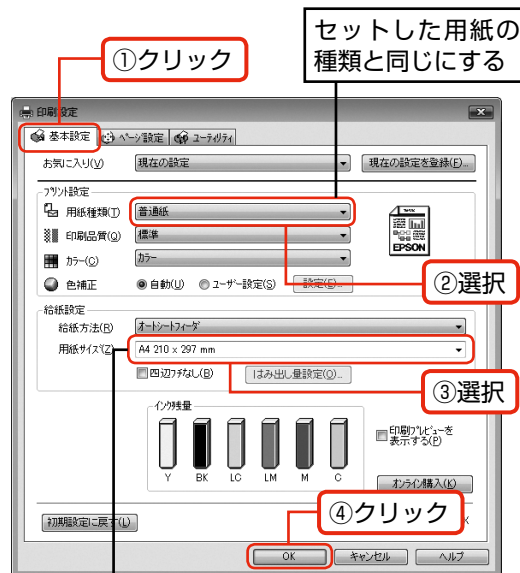 セットした用紙の
種類と同じにする
①クリック
印刷設定
基本設定
ページ設定
ユーティリティ
お気に入り(V)
現在の設定
現在の設定を登録(F)...
プリント設定
用紙種類(T)
普通紙
印刷品質(Q)
標準
カラー(C)
カラー
EPSON
色補正
自動(U)
ユーザー設定(S)
設定(E)...
②選択
給紙設定
給紙方法(R)
オートシートフィーダ
用紙サイズ(Z)
A4 210 x 297 mm
四辺フチなし(B)
はみ出し量設定(O)...
③選択
インク残量
Y BK LC LM M C
印刷プレビューを
表示する(P)
オンライン購入(K)
④クリック
初期設定に戻す(L)
OK
キャンセル
ヘルプ